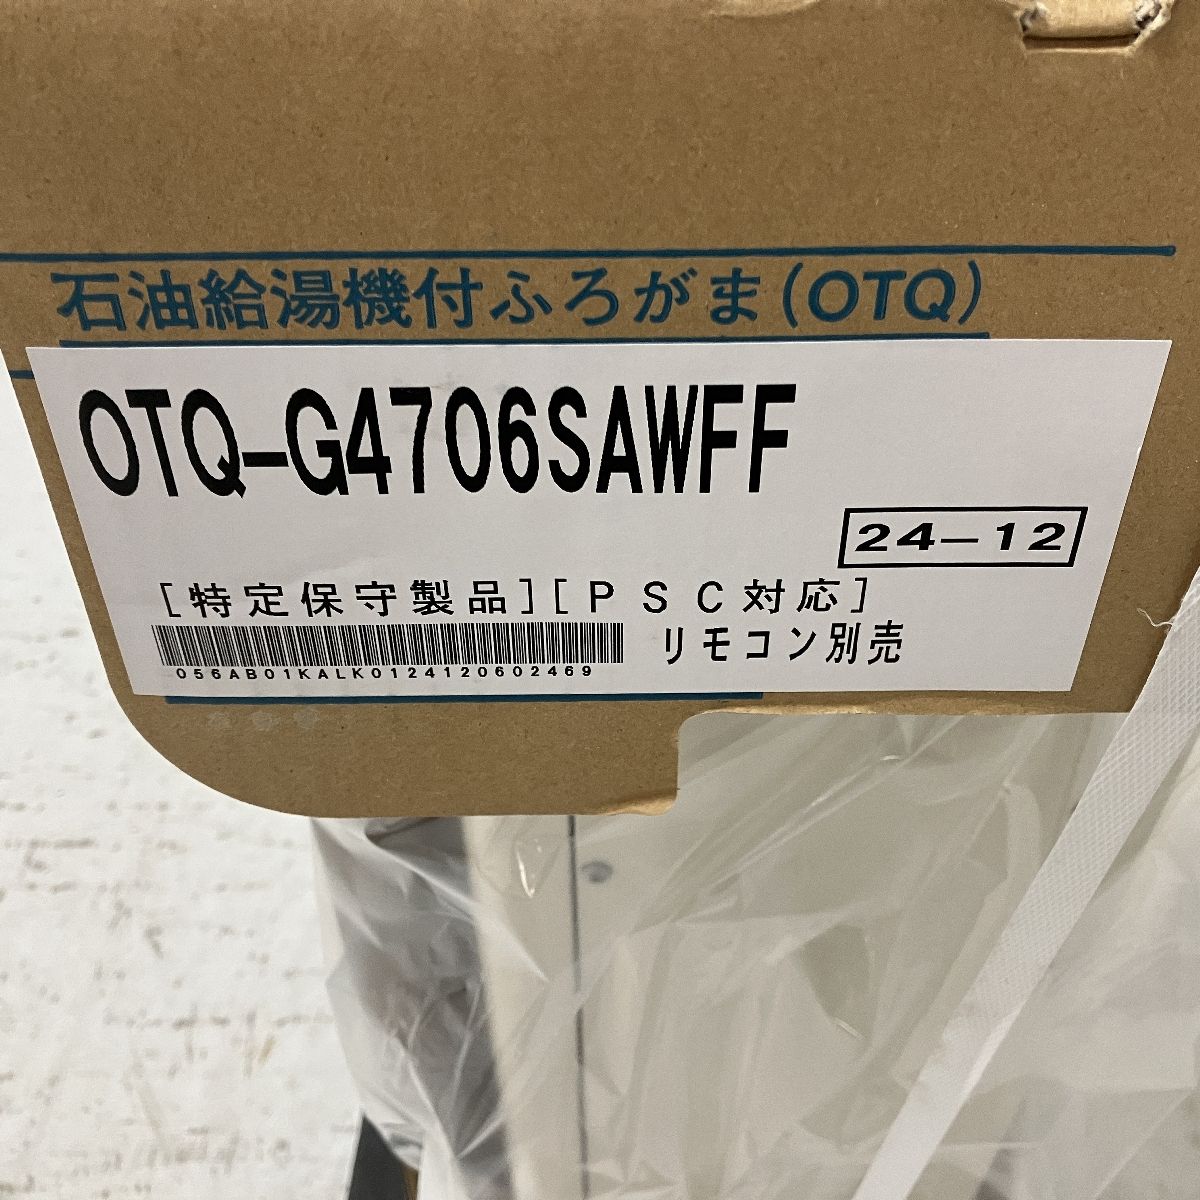 石油給湯機付ふろがま(OTQ)
OTQ-G4706SAWFF
24-12
[特定保守製品][PSC対応]
リモコン別売
056AB01KALK0124120602469